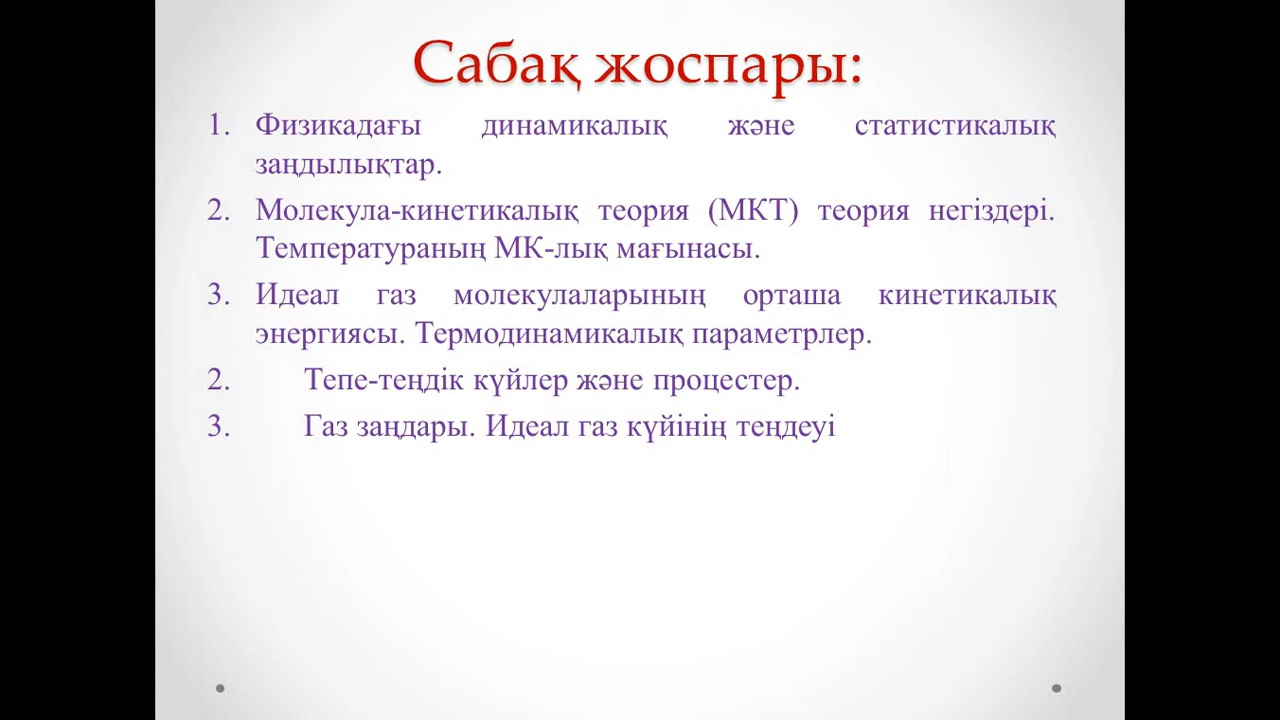 Сабақ жоспары:
1. Физикадағы динамикалық және статистикалық
заңдылықтар.
2. Молекула-кинетикалық теория (МКТ) теория негіздері.
Температураның МК-лық мағынасы.
3. Идеал газ молекулаларының орташа кинетикалық
энергиясы. Термодинамикалық параметрлер.
2. Тепе-теңдік күйлер және процестер.
3. Газ заңдары. Идеал газ күйінің теңдеуі